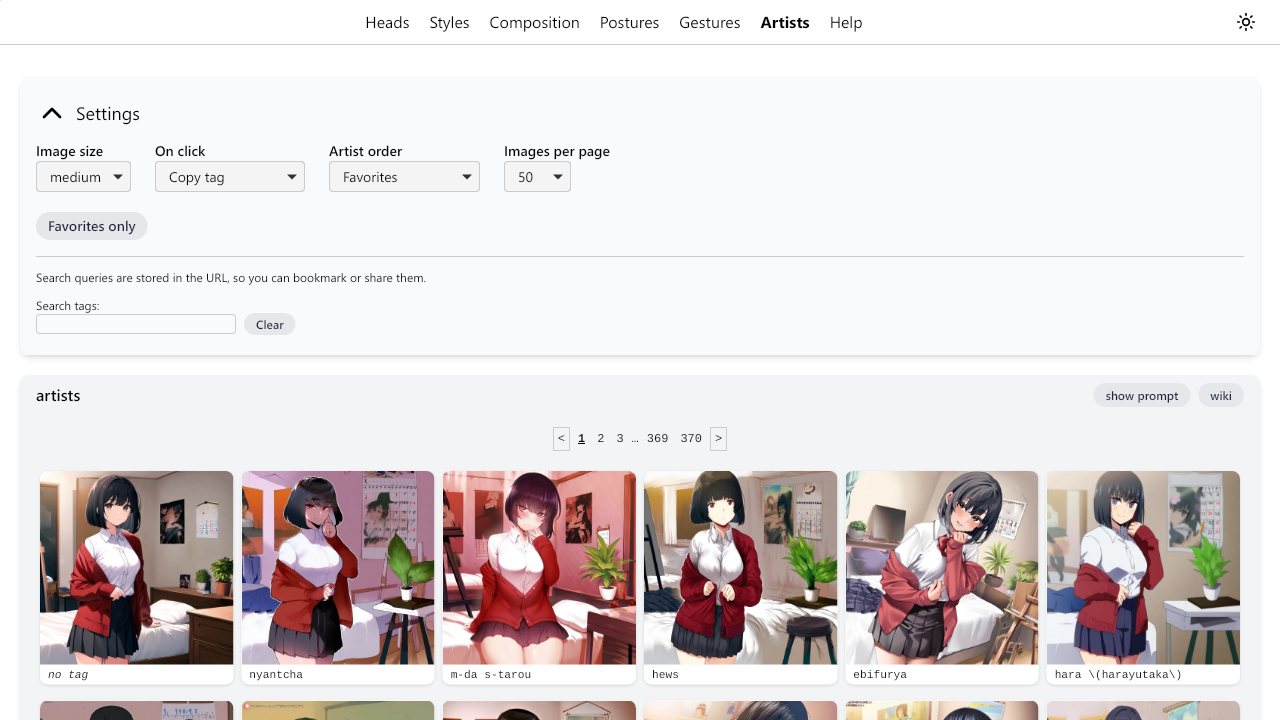 Heads Styles Composition Postures Gestures Artists Help
Settings
Image size On click Artist order Images per page
medium Copy tag Favorites 50
Favorites only
Search queries are stored in the URL, so you can bookmark or share them.
Search tags:
Clear
artists show prompt wiki
< 1 2 3 … 369 370 >
no tag nyantcha m-da s-tarou hews ebifurya hara \(harayutaka\)